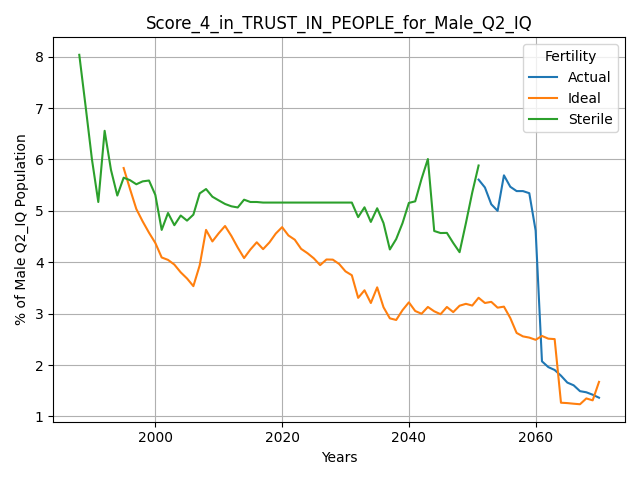 Score_4_in_TRUST_IN_PEOPLE_for_Male_Q2_IQ
% of Male Q2_IQ Population
8
7
6
5
4
3
2
1
Fertility
Actual
Ideal
Sterile
2000
2020
2040
2060
Years